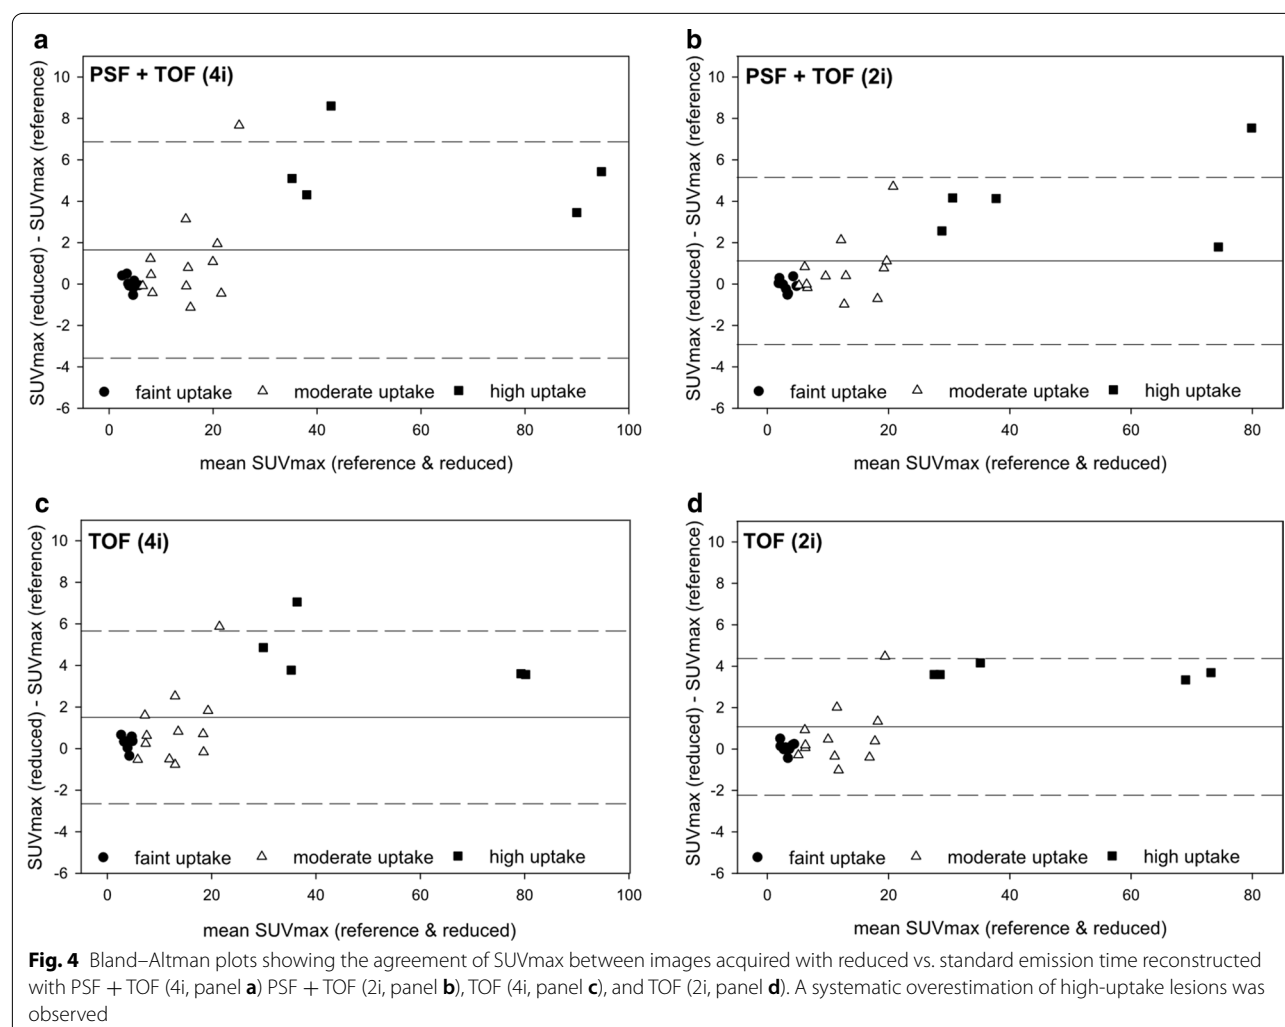 a
PSF + TOF (4i)
SUVmax (reduced) - SUVmax (reference)
10
8
6
4
2
0
-2
-4
-6
faint uptake moderate uptake high uptake
0 20 40 60 80 100
mean SUVmax (reference & reduced)
b
PSF + TOF (2i)
SUVmax (reduced) - SUVmax (reference)
10
8
6
4
2
0
-2
-4
-6
faint uptake moderate uptake high uptake
0 20 40 60 80
mean SUVmax (reference & reduced)
c
TOF (4i)
SUVmax (reduced) - SUVmax (reference)
10
8
6
4
2
0
-2
-4
-6
faint uptake moderate uptake high uptake
0 20 40 60 80 100
mean SUVmax (reference & reduced)
d
TOF (2i)
SUVmax (reduced) - SUVmax (reference)
10
8
6
4
2
0
-2
-4
-6
faint uptake moderate uptake high uptake
0 20 40 60 80
mean SUVmax (reference & reduced)
Fig. 4 Bland–Altman plots showing the agreement of SUVmax between images acquired with reduced vs. standard emission time reconstructed
with PSF + TOF (4i, panel a) PSF + TOF (2i, panel b), TOF (4i, panel c), and TOF (2i, panel d). A systematic overestimation of high-uptake lesions was
observed